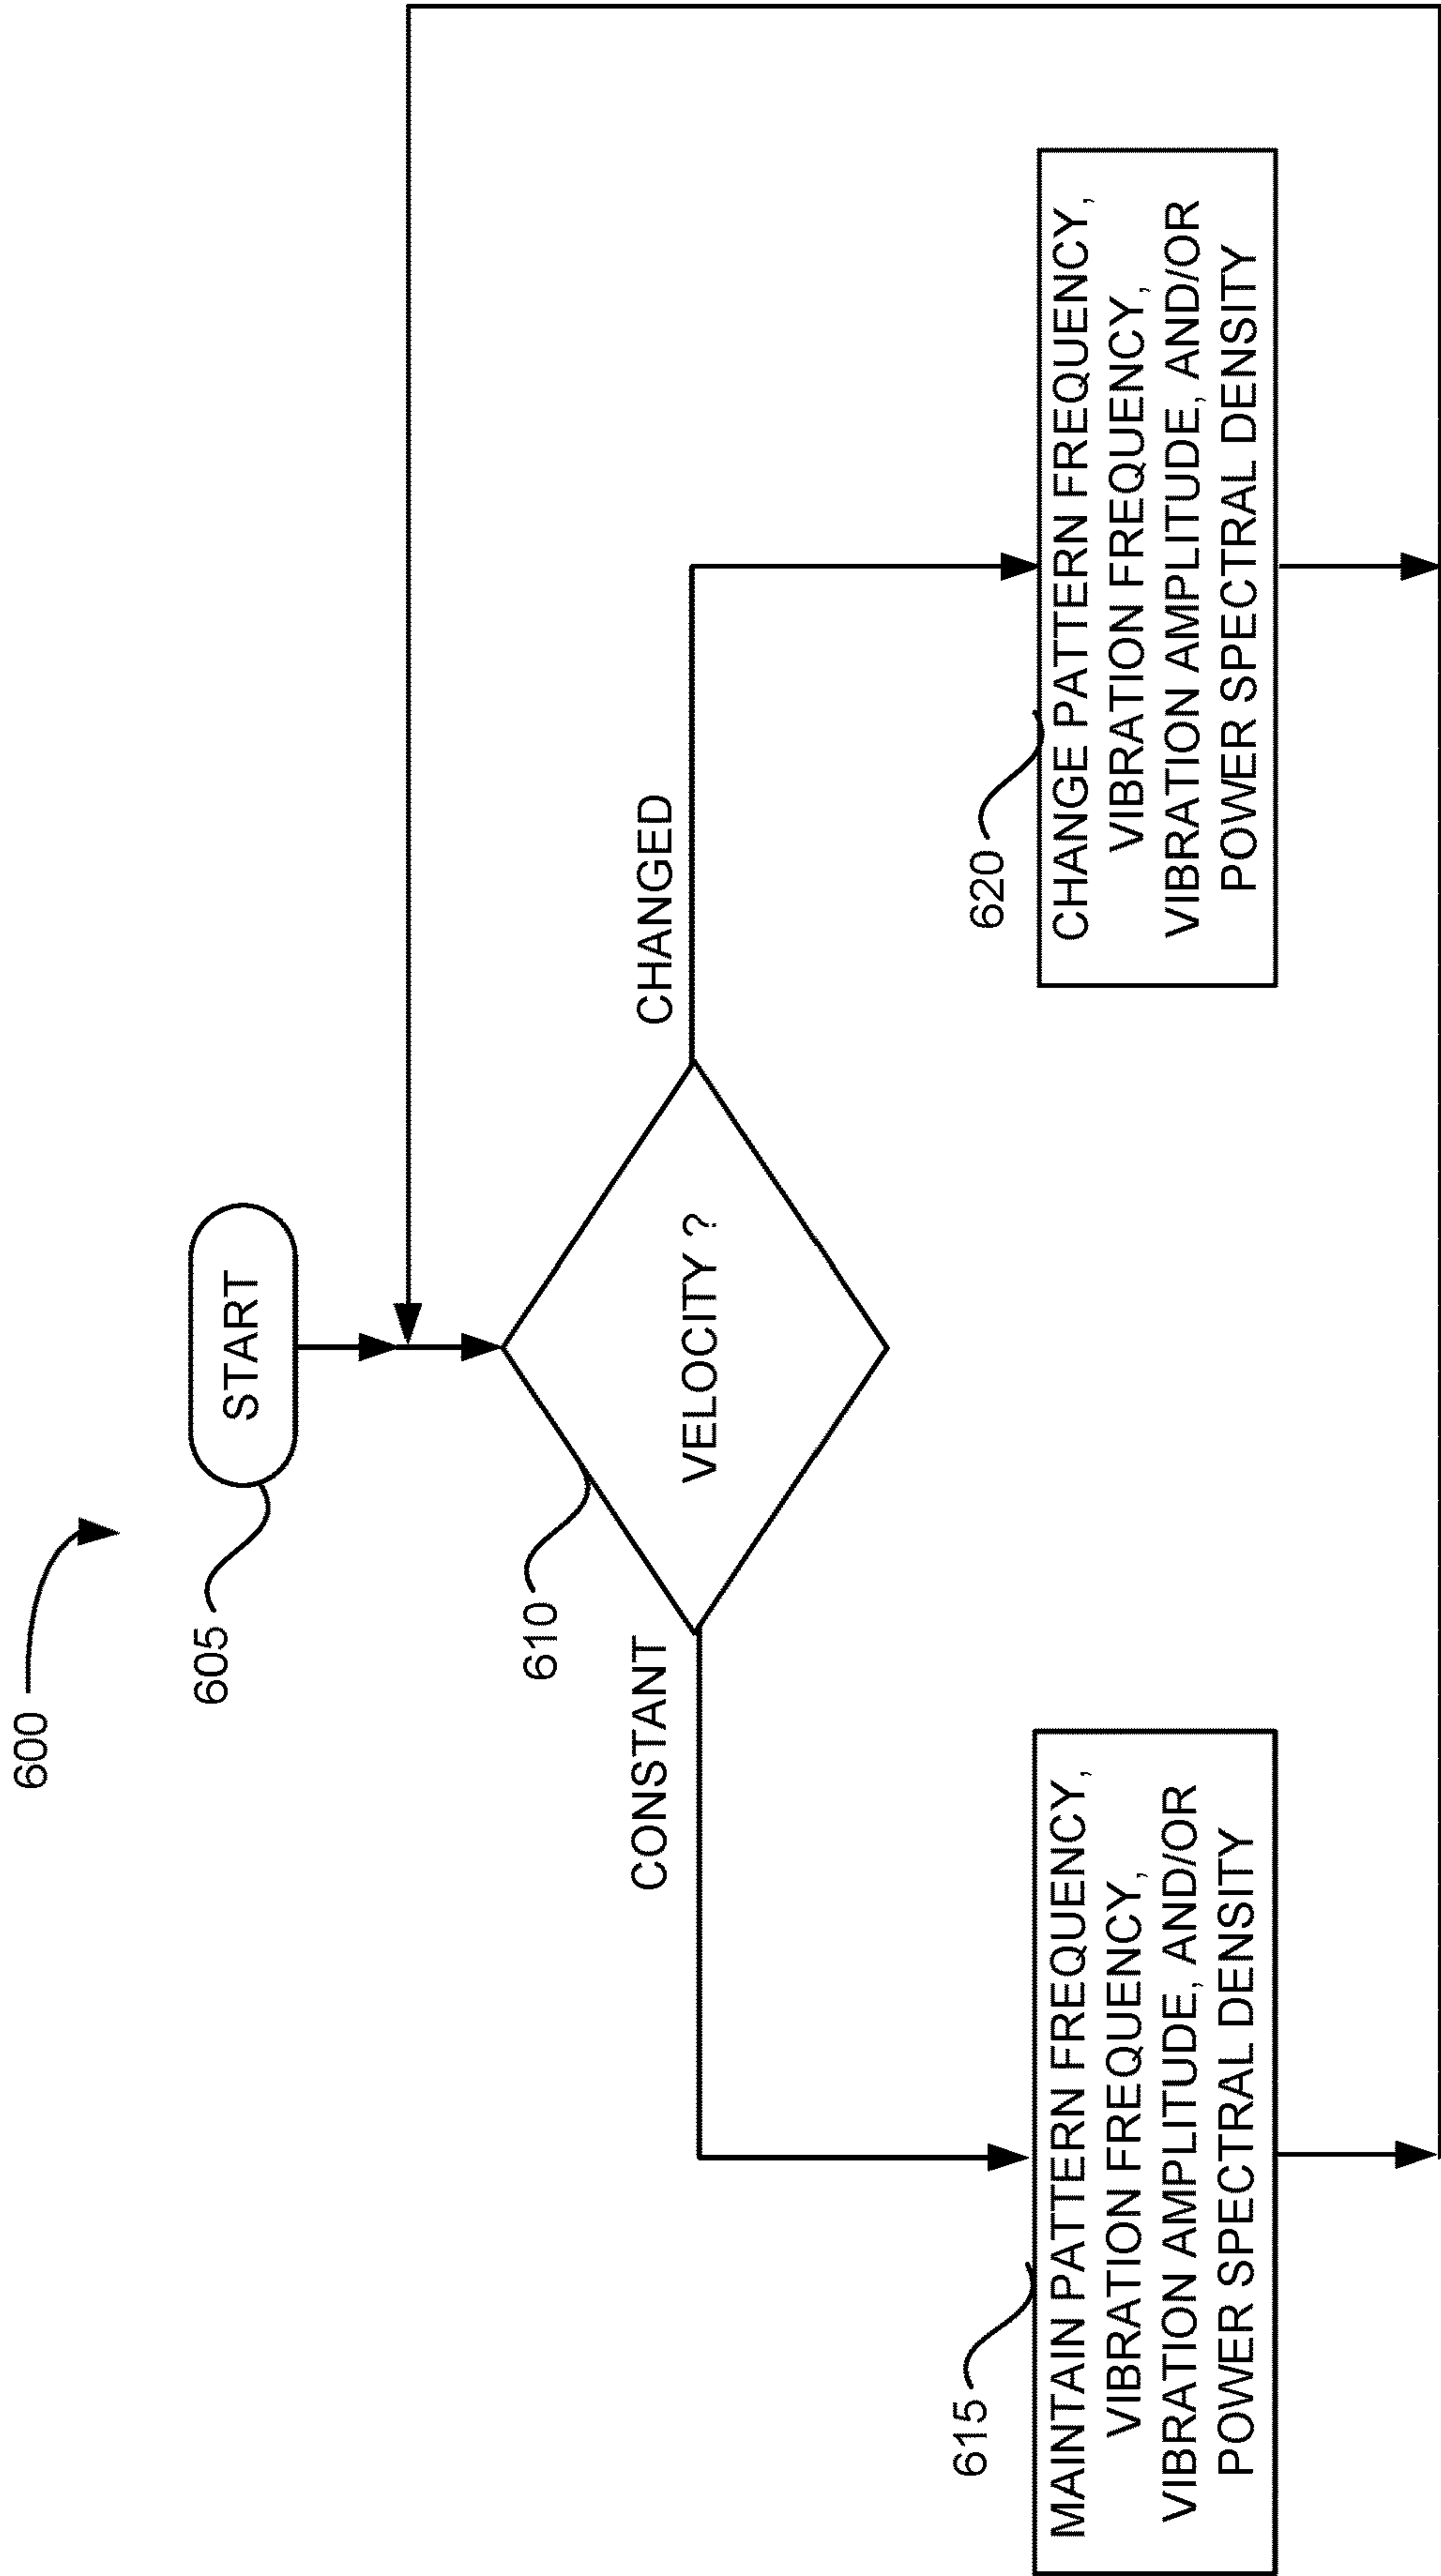 600
605
START
610
VELOCITY ?
CONSTANT
CHANGED
615
MAINTAIN PATTERN FREQUENCY,
VIBRATION FREQUENCY,
VIBRATION AMPLITUDE, AND/OR
POWER SPECTRAL DENSITY
620
CHANGE PATTERN FREQUENCY,
VIBRATION FREQUENCY,
VIBRATION AMPLITUDE, AND/OR
POWER SPECTRAL DENSITY